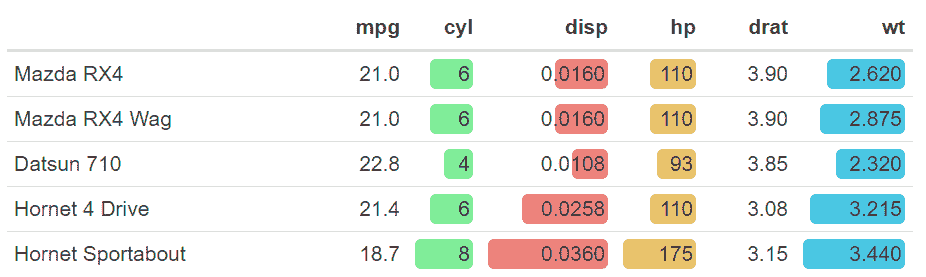 mpg cyl disp hp drat wt
Mazda RX4 21.0 6 0.0160 110 3.90 2.620
Mazda RX4 Wag 21.0 6 0.0160 110 3.90 2.875
Datsun 710 22.8 4 0.0108 93 3.85 2.320
Hornet 4 Drive 21.4 6 0.0258 110 3.08 3.215
Hornet Sportabout 18.7 8 0.0360 175 3.15 3.440